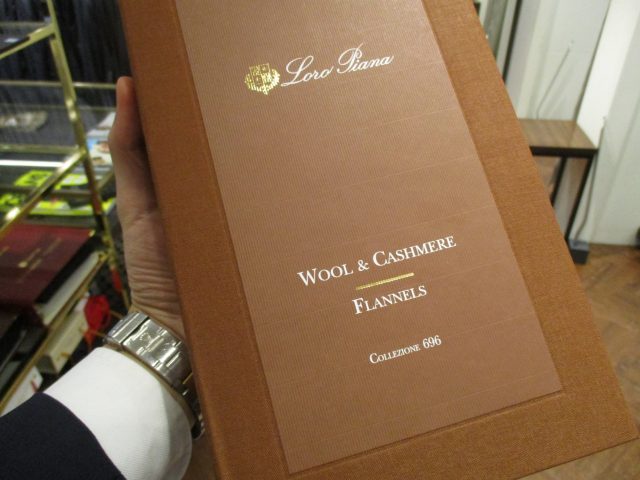 Loro Piana
WOOL & CASHMERE
FLANNELS
COLLEZIONE 696